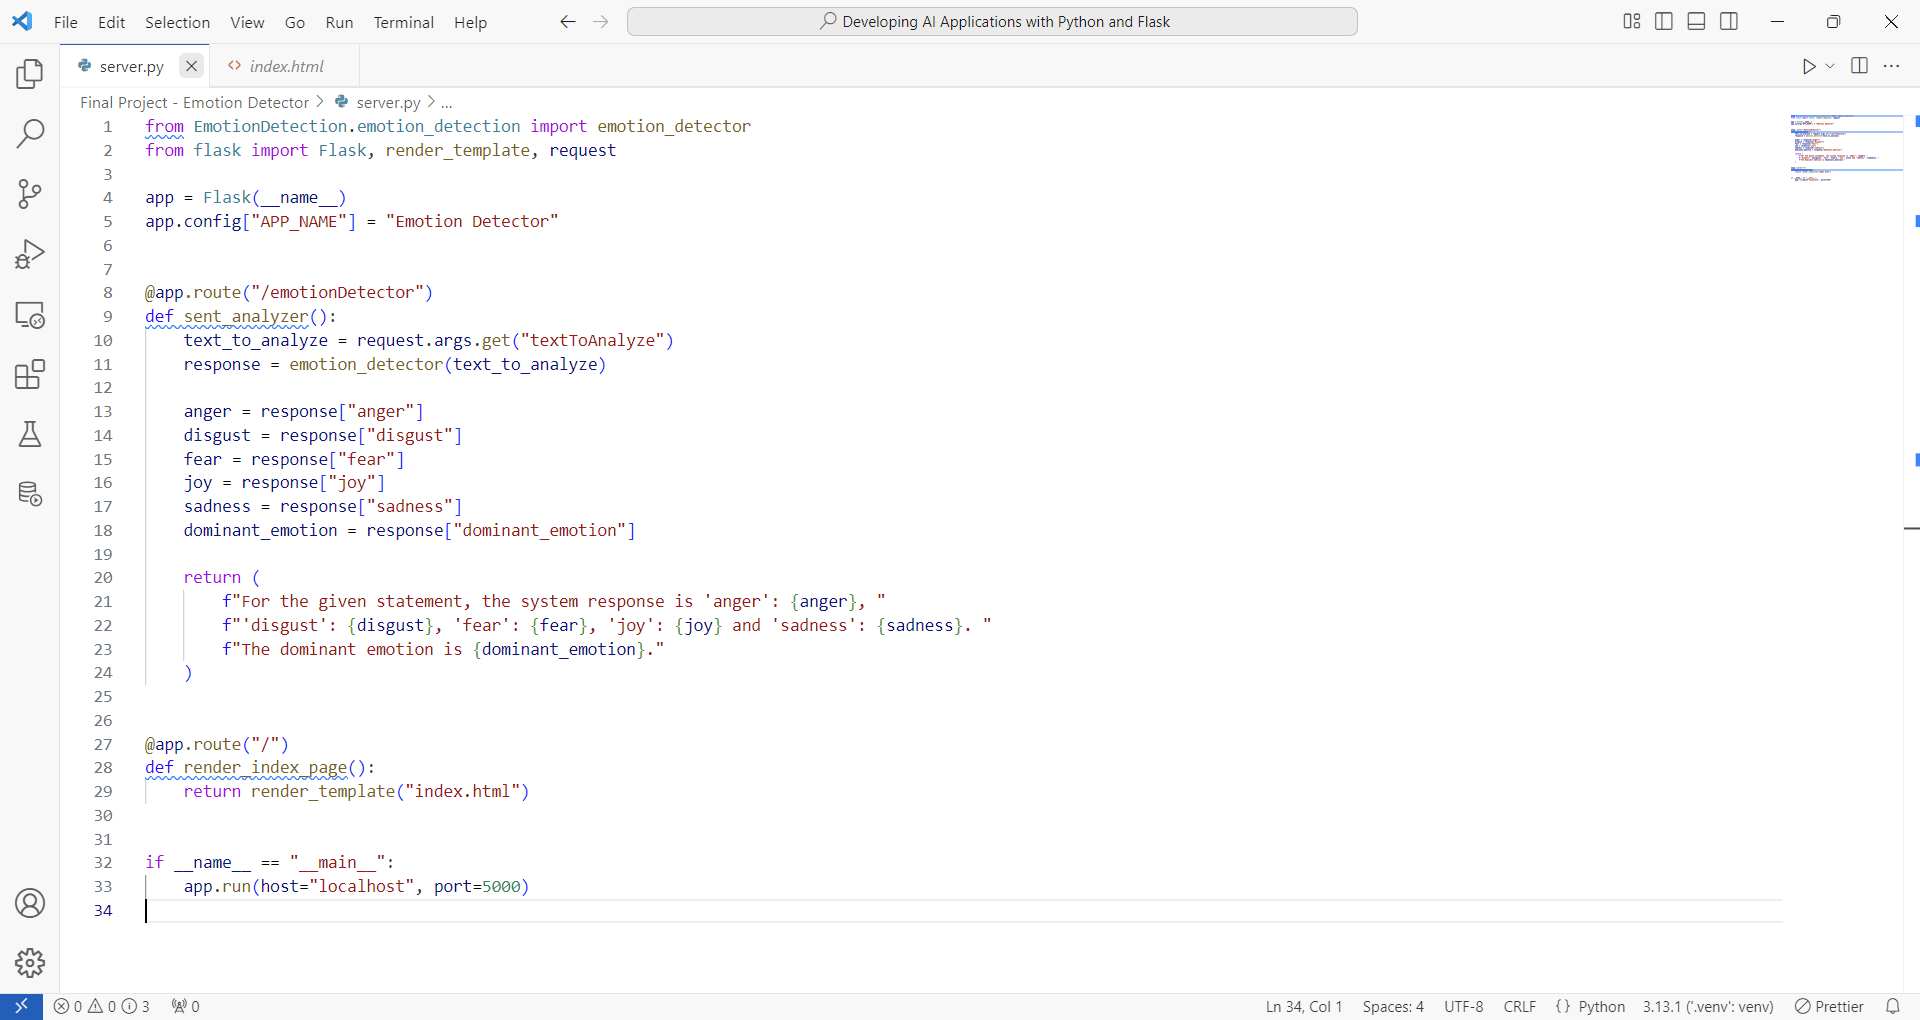 File Edit Selection View Go Run Terminal Help
Developing AI Applications with Python and Flask
server.py
index.html
Final Project - Emotion Detector > server.py > ...
1 from EmotionDetection.emotion_detection import emotion_detector
2 from flask import Flask, render_template, request
3
4 app = Flask(__name__)
5 app.config["APP_NAME"] = "Emotion Detector"
6
7
8 @app.route("/emotionDetector")
9 def sent_analyzer():
10     text_to_analyze = request.args.get("textToAnalyze")
11     response = emotion_detector(text_to_analyze)
12
13     anger = response["anger"]
14     disgust = response["disgust"]
15     fear = response["fear"]
16     joy = response["joy"]
17     sadness = response["sadness"]
18     dominant_emotion = response["dominant_emotion"]
19
20     return (
21         f"For the given statement, the system response is 'anger': {anger}, "
22         f"'disgust': {disgust}, 'fear': {fear}, 'joy': {joy} and 'sadness': {sadness}. "
23         f"The dominant emotion is {dominant_emotion}."
24     )
25
26
27 @app.route("/")
28 def render_index_page():
29     return render_template("index.html")
30
31
32 if __name__ == "__main__":
33     app.run(host="localhost", port=5000)
34
0 0 3 0 Ln 34, Col 1 Spaces: 4 UTF-8 CRLF {} Python 3.13.1 ('.venv': venv) Prettier